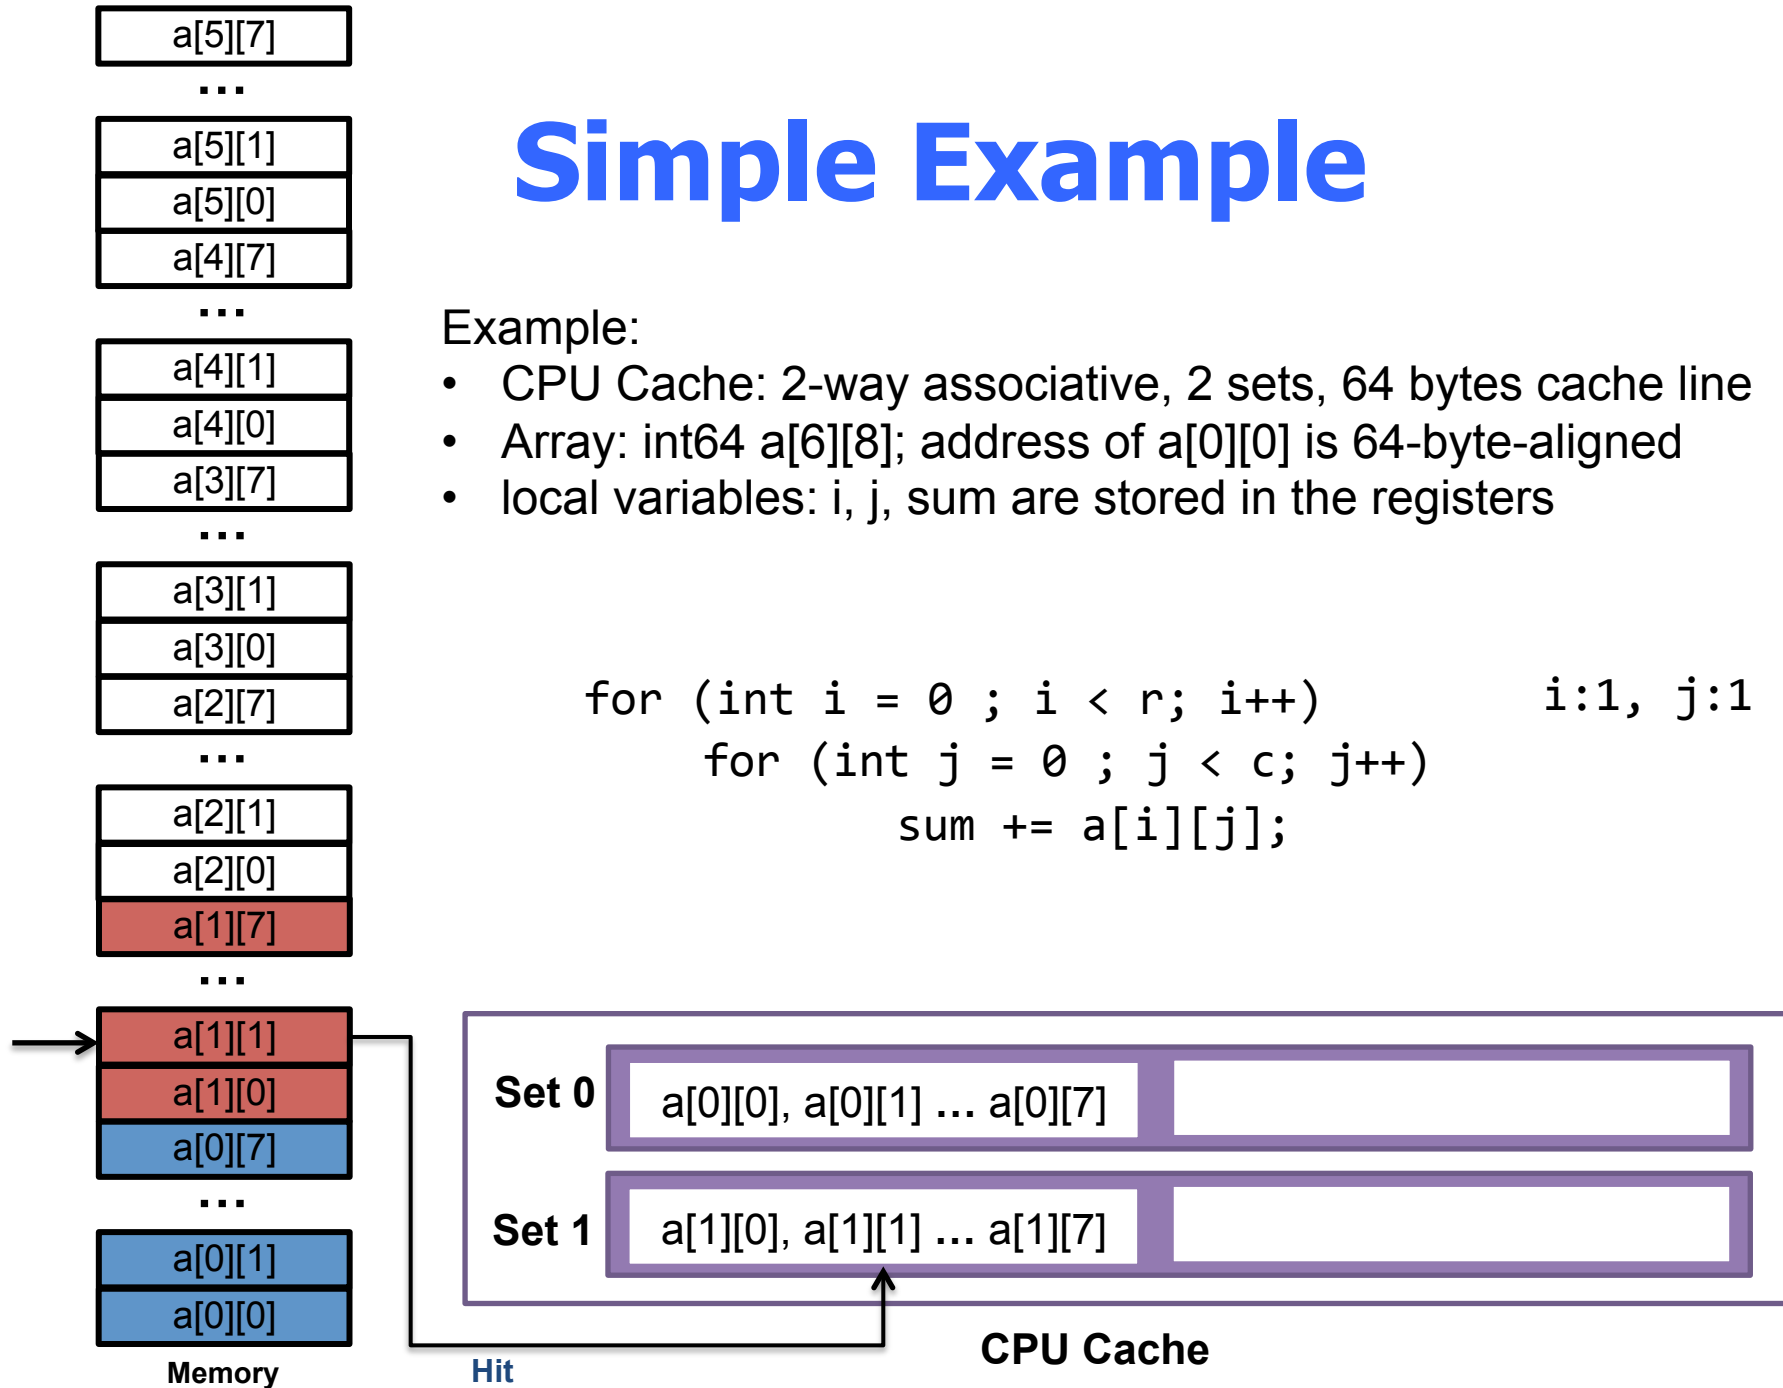 a[5][7]
...
a[5][1]
a[5][0]
a[4][7]
...
a[4][1]
a[4][0]
a[3][7]
...
a[3][1]
a[3][0]
a[2][7]
...
a[2][1]
a[2][0]
a[1][7]
...
a[1][1]
a[1][0]
a[0][7]
...
a[0][1]
a[0][0]
Memory
Simple Example
Example:
• CPU Cache: 2-way associative, 2 sets, 64 bytes cache line
• Array: int64 a[6][8]; address of a[0][0] is 64-byte-aligned
• local variables: i, j, sum are stored in the registers
for (int i = 0 ; i < r; i++) i:1, j:1
for (int j = 0 ; j < c; j++)
sum += a[i][j];
Set 0 a[0][0], a[0][1] ... a[0][7]
Set 1 a[1][0], a[1][1] ... a[1][7]
CPU Cache
Hit